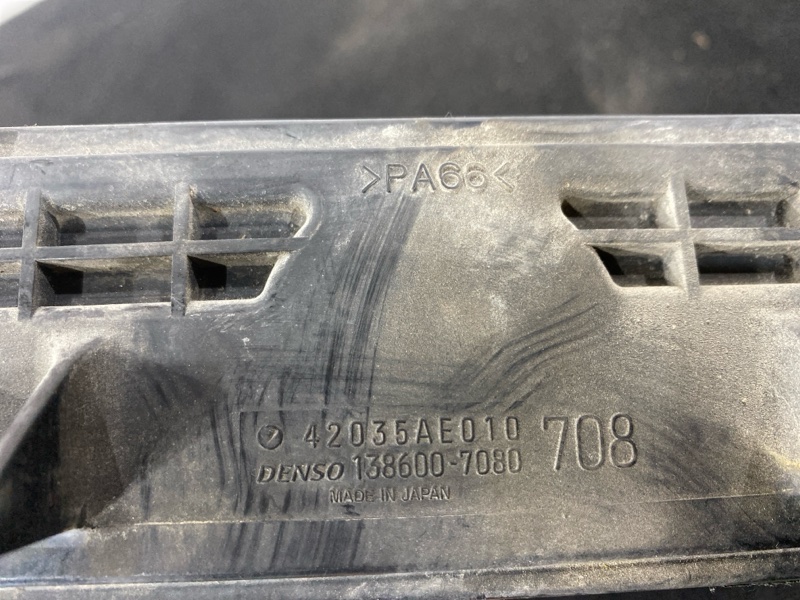 >PA66<
42035AE010
708
DENSO 138600-7080
MADE IN JAPAN